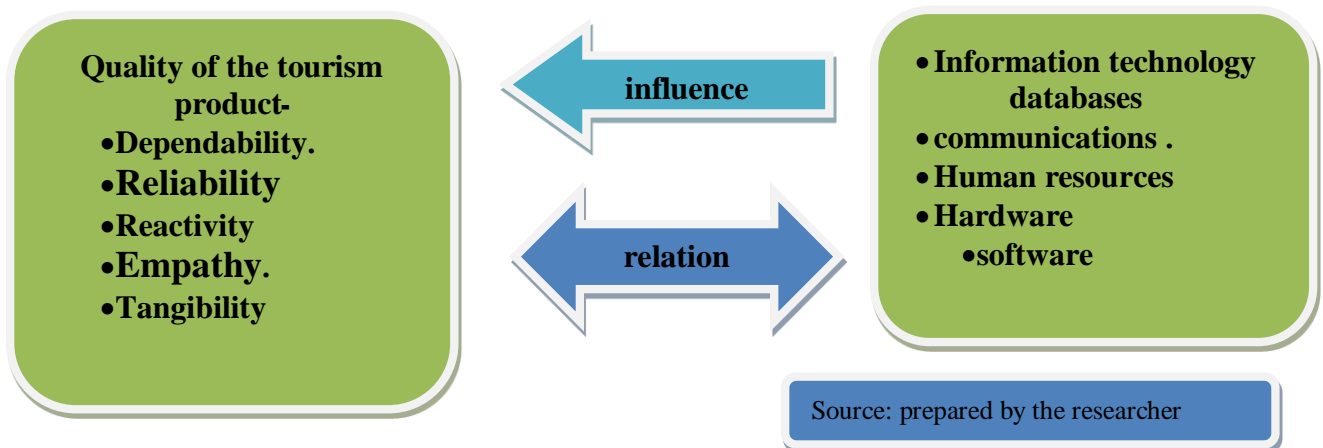 Quality of the tourism
product-
•Dependability.
•Reliability
•Reactivity
•Empathy.
•Tangibility
influence
relation
•Information technology
databases
•communications .
•Human resources
•Hardware
•software
Source: prepared by the researcher